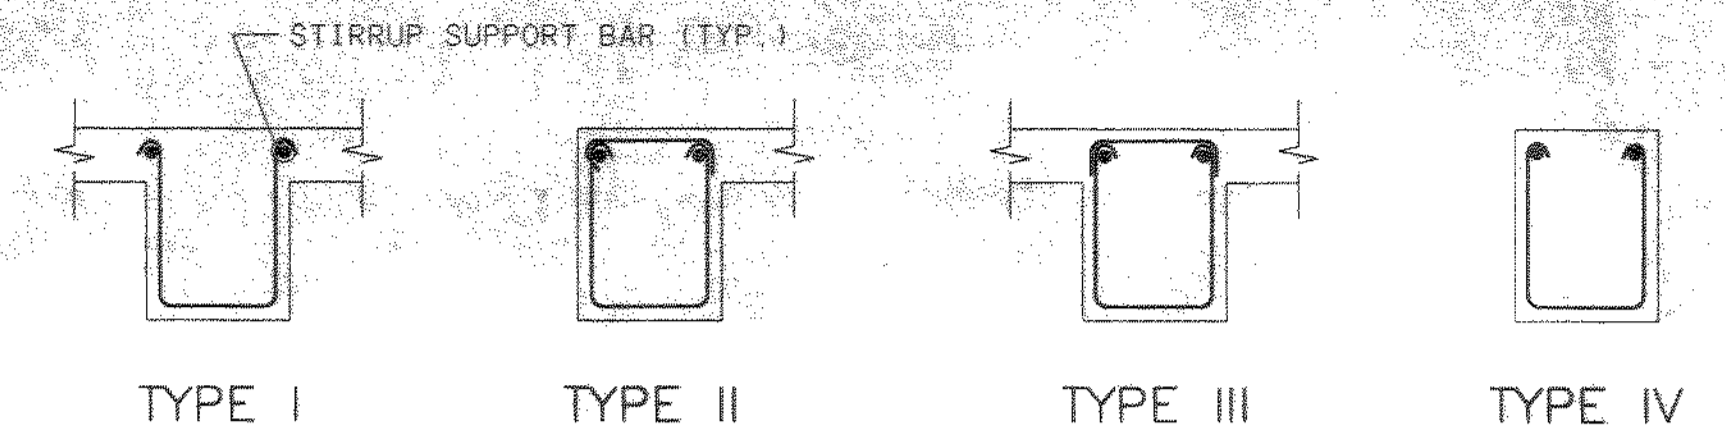 STIRRUP SUPPORT BAR (TYP.)
TYPE I
TYPE II
TYPE III
TYPE IV